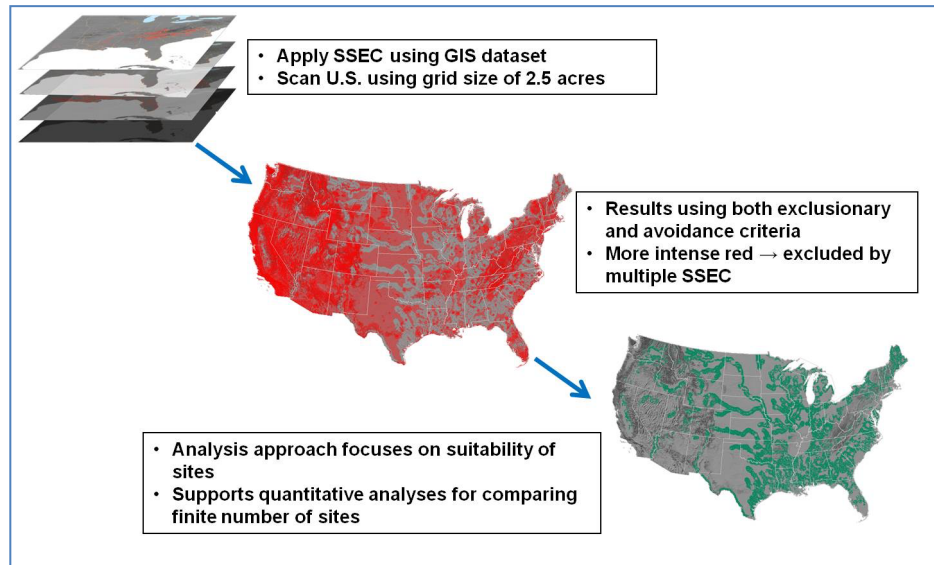 • Apply SSEC using GIS dataset
• Scan U.S. using grid size of 2.5 acres
• Results using both exclusionary
and avoidance criteria
• More intense red → excluded by
multiple SSEC
• Analysis approach focuses on suitability of
sites
• Supports quantitative analyses for comparing
finite number of sites